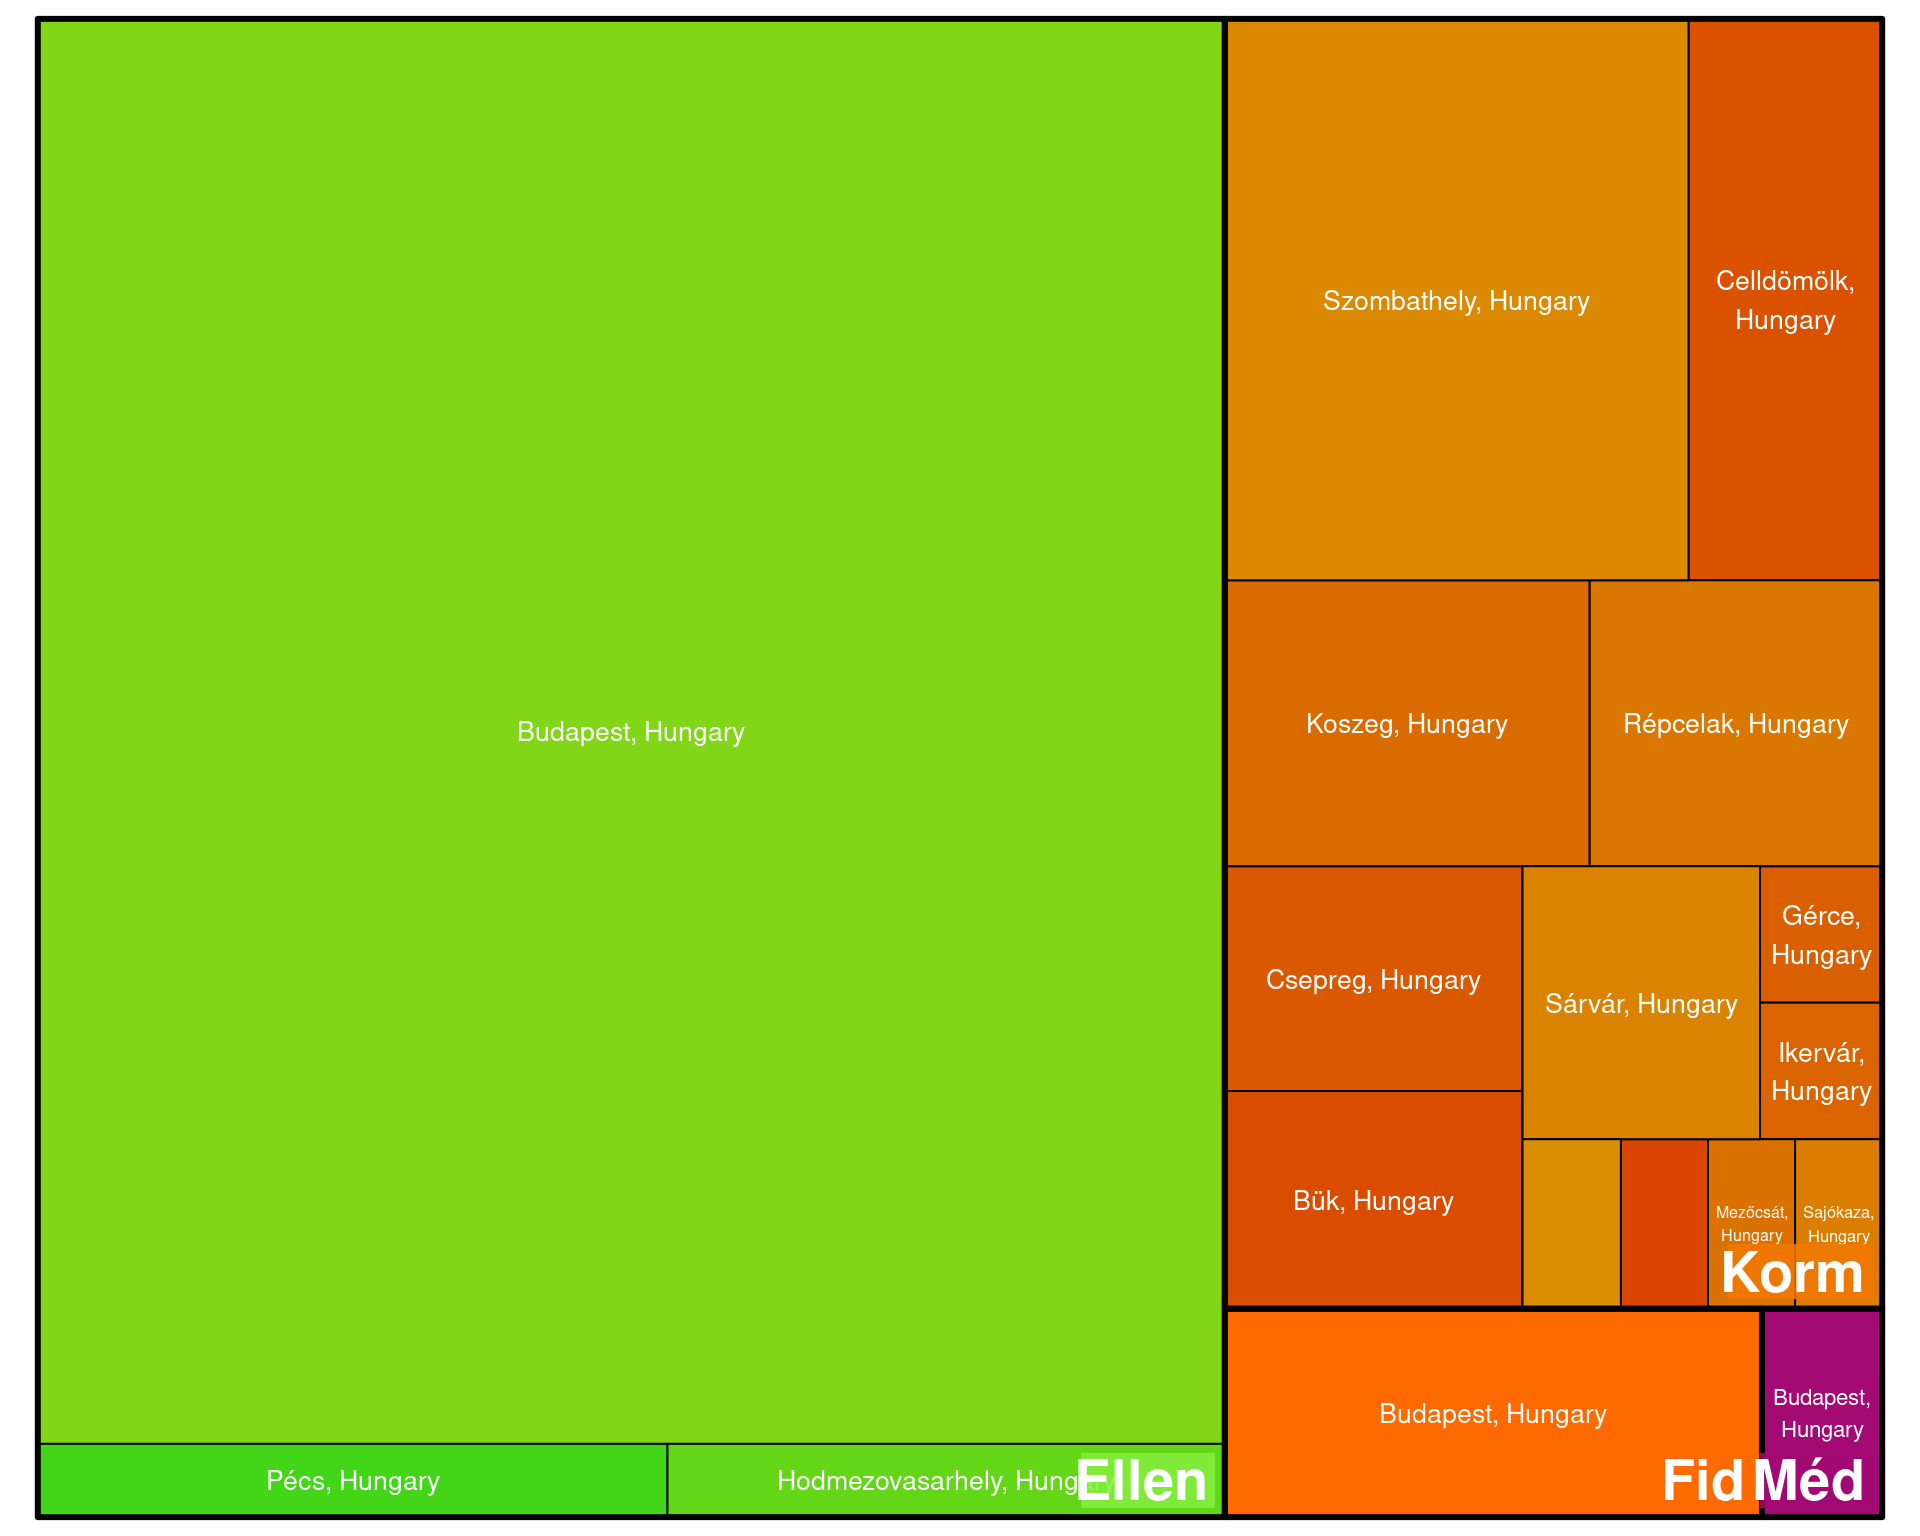 Budapest, Hungary
Pécs, Hungary
Hodmezovasarhely, Hungary
Ellen
Szombathely, Hungary
Celldömölk,
Hungary
Koszeg, Hungary
Répcelak, Hungary
Csepreg, Hungary
Sárvár, Hungary
Gérce,
Hungary
Ikervár,
Hungary
Bük, Hungary
Mezőcsát,
Hungary
Sajókaza,
Hungary
Korm
Budapest, Hungary
Fid
Budapest,
Hungary
Méd